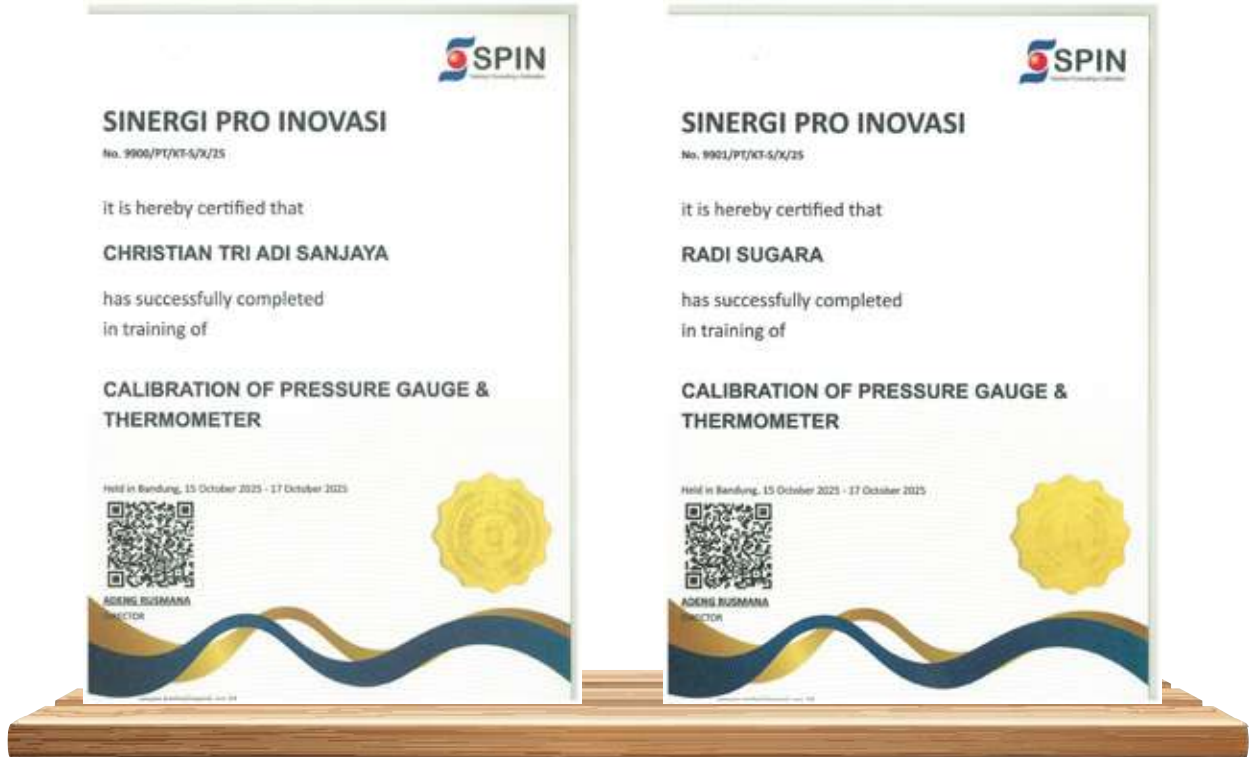 SPIN
SINERGI PRO INOVASI
No. 9900/PT/KT-S/X/25
it is hereby certified that
CHRISTIAN TRI ADI SANJAYA
has successfully completed
in training of
CALIBRATION OF PRESSURE GAUGE &
THERMOMETER
Held in Bandung, 15 October 2025 - 17 October 2025
ADENG RUSMANA
DIRECTOR
SPIN
SINERGI PRO INOVASI
No. 9901/PT/KT-S/X/25
it is hereby certified that
RADI SUGARA
has successfully completed
in training of
CALIBRATION OF PRESSURE GAUGE &
THERMOMETER
Held in Bandung, 15 October 2025 - 17 October 2025
ADENG RUSMANA
DIRECTOR